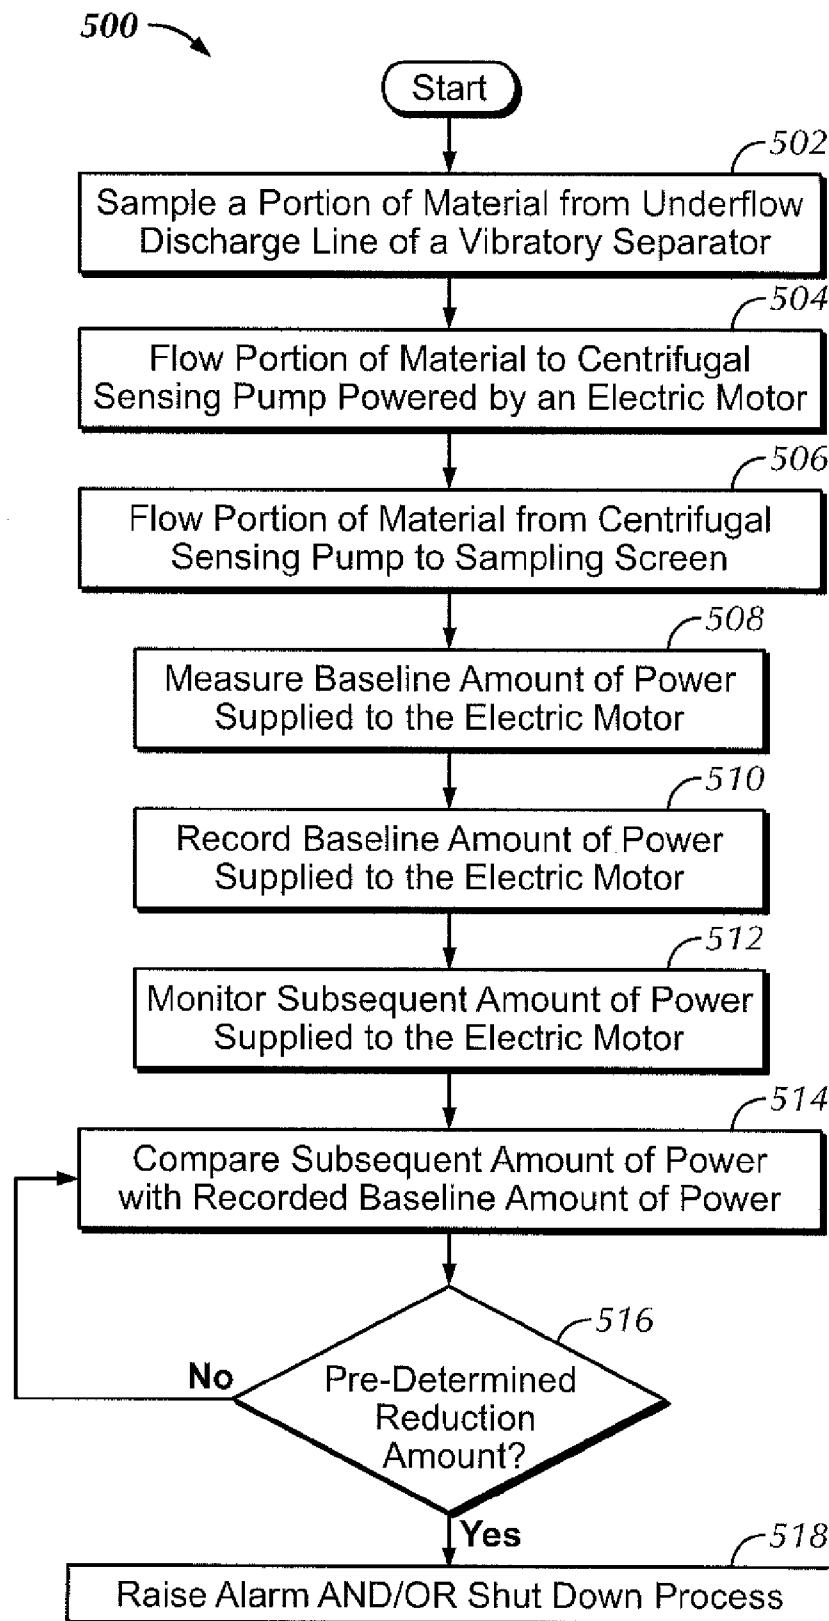 500
Start
502
Sample a Portion of Material from Underflow
Discharge Line of a Vibratory Separator
504
Flow Portion of Material to Centrifugal
Sensing Pump Powered by an Electric Motor
506
Flow Portion of Material from Centrifugal
Sensing Pump to Sampling Screen
508
Measure Baseline Amount of Power
Supplied to the Electric Motor
510
Record Baseline Amount of Power
Supplied to the Electric Motor
512
Monitor Subsequent Amount of Power
Supplied to the Electric Motor
514
Compare Subsequent Amount of Power
with Recorded Baseline Amount of Power
516
No
Pre-Determined
Reduction
Amount?
Yes
518
Raise Alarm AND/OR Shut Down Process